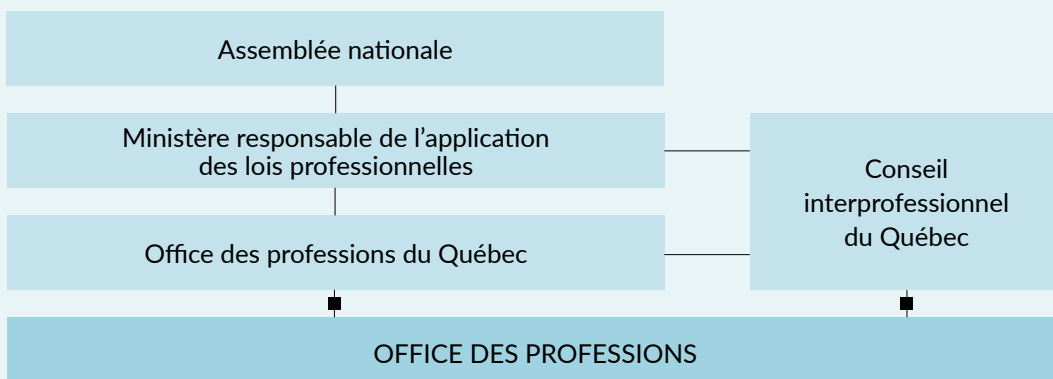 Assemblée nationale
Ministère responsable de l'application
des lois professionnelles
Conseil
interprofessionnel
du Québec
Office des professions du Québec
OFFICE DES PROFESSIONS